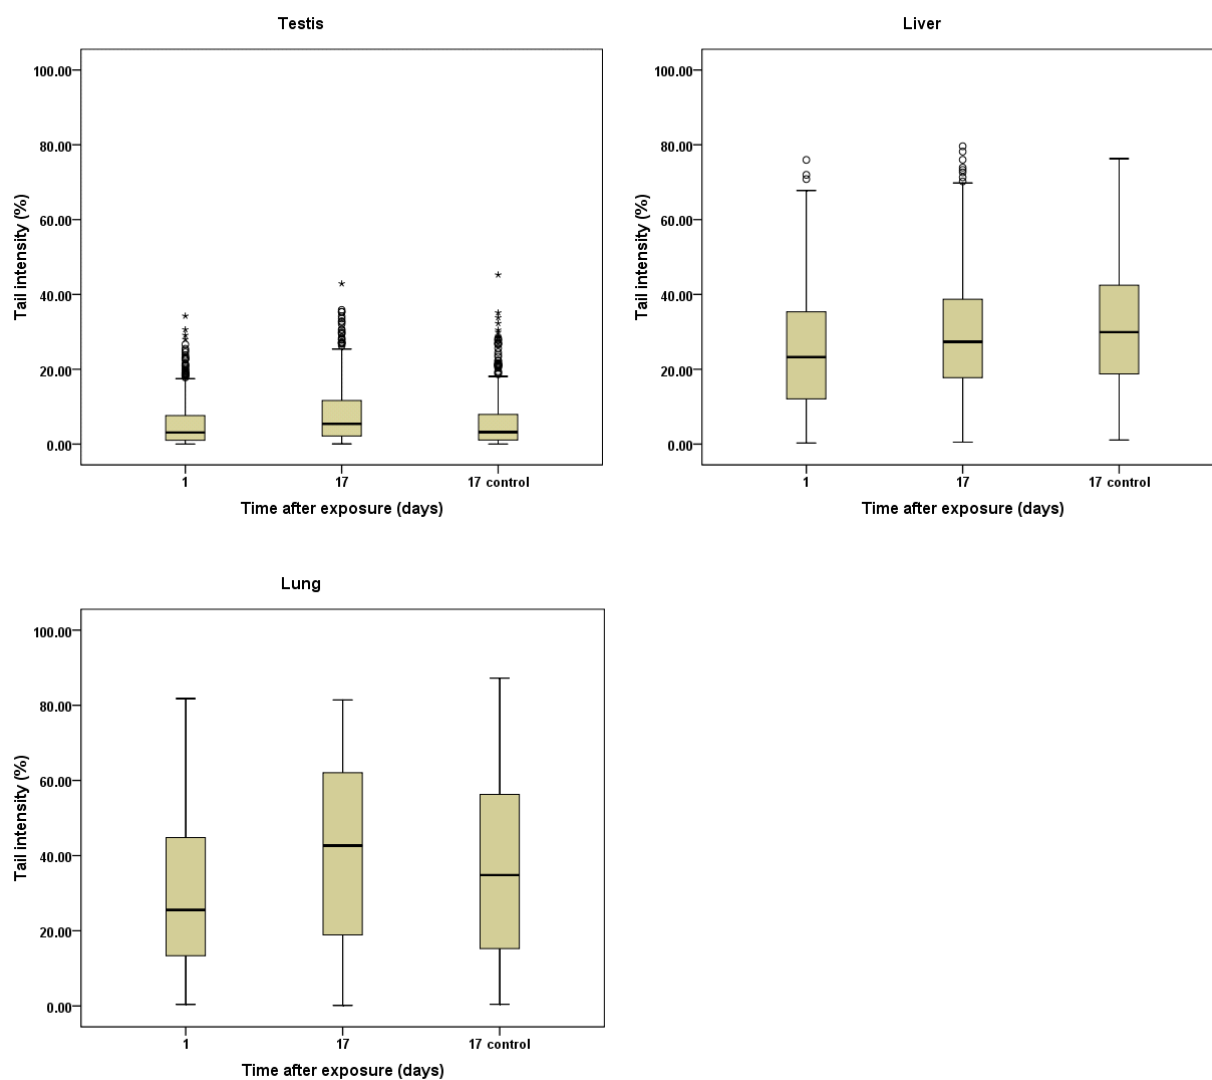 Testis
Tail intensity (%)
100.00
80.00
60.00
40.00
20.00
0.00
1
17
17 control
Time after exposure (days)
Liver
Tail intensity (%)
100.00
80.00
60.00
40.00
20.00
0.00
1
17
17 control
Time after exposure (days)
Lung
Tail intensity (%)
100.00
80.00
60.00
40.00
20.00
0.00
1
17
17 control
Time after exposure (days)